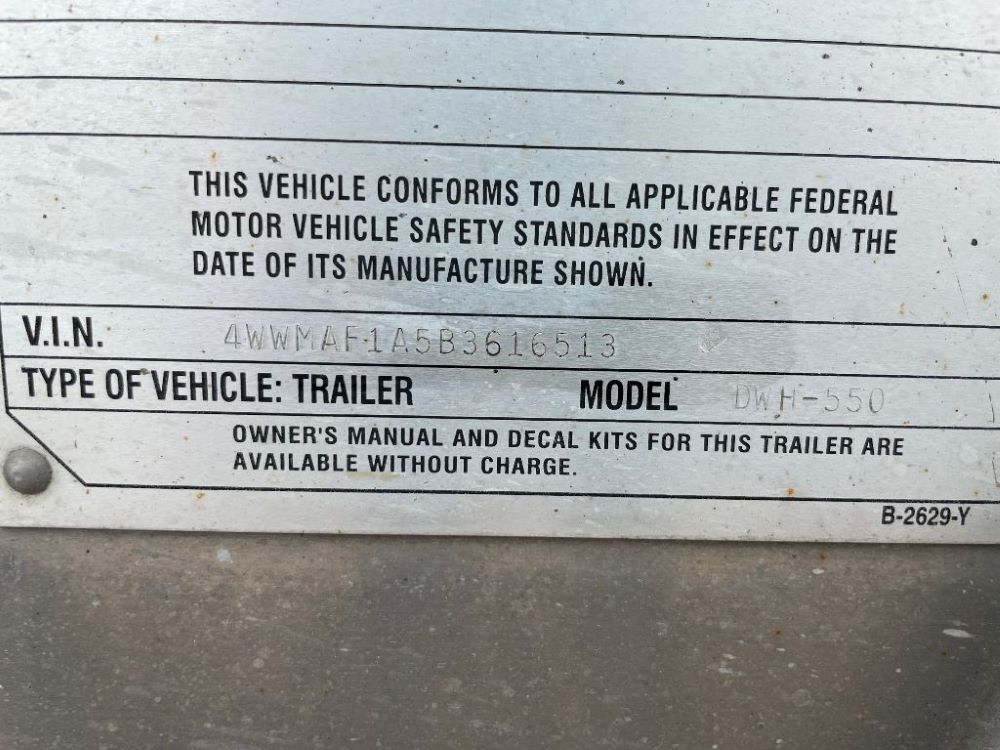 THIS VEHICLE CONFORMS TO ALL APPLICABLE FEDERAL
MOTOR VEHICLE SAFETY STANDARDS IN EFFECT ON THE
DATE OF ITS MANUFACTURE SHOWN.
V.I.N. 4WWMAF1A5B3616513
TYPE OF VEHICLE: TRAILER MODEL DWH-550
OWNER'S MANUAL AND DECAL KITS FOR THIS TRAILER ARE
AVAILABLE WITHOUT CHARGE.
B-2629-Y